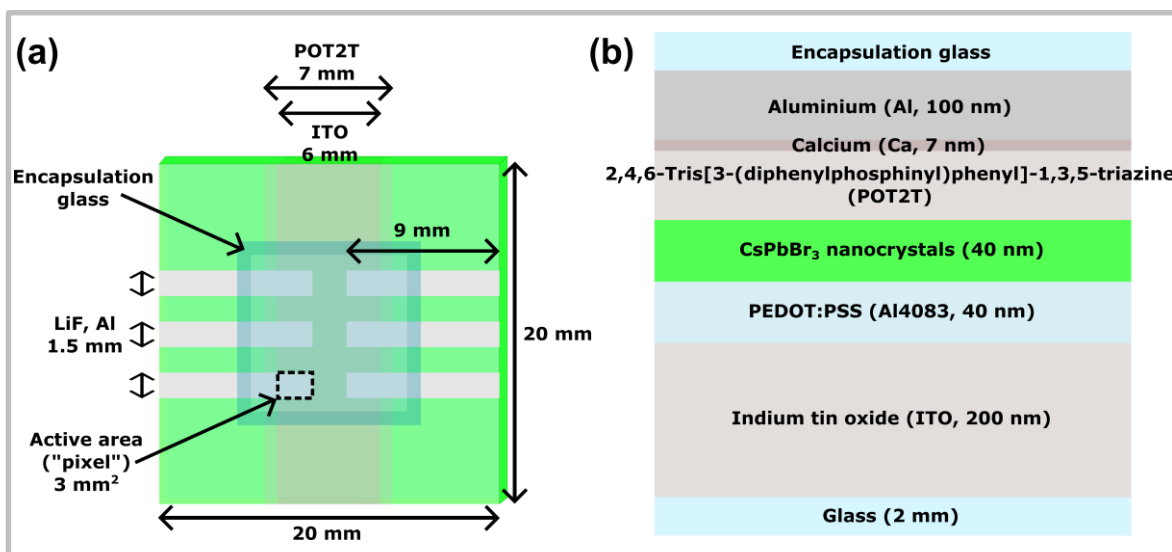 (a)
POT2T
7 mm
ITO
6 mm
Encapsulation
glass
9 mm
LiF, Al
1.5 mm
20 mm
Active area
("pixel")
3 mm²
20 mm
(b)
Encapsulation glass
Aluminium (Al, 100 nm)
Calcium (Ca, 7 nm)
2,4,6-Tris[3-(diphenylphosphinyl)phenyl]-1,3,5-triazine
(POT2T)
CsPbBr₃ nanocrystals (40 nm)
PEDOT:PSS (Al4083, 40 nm)
Indium tin oxide (ITO, 200 nm)
Glass (2 mm)